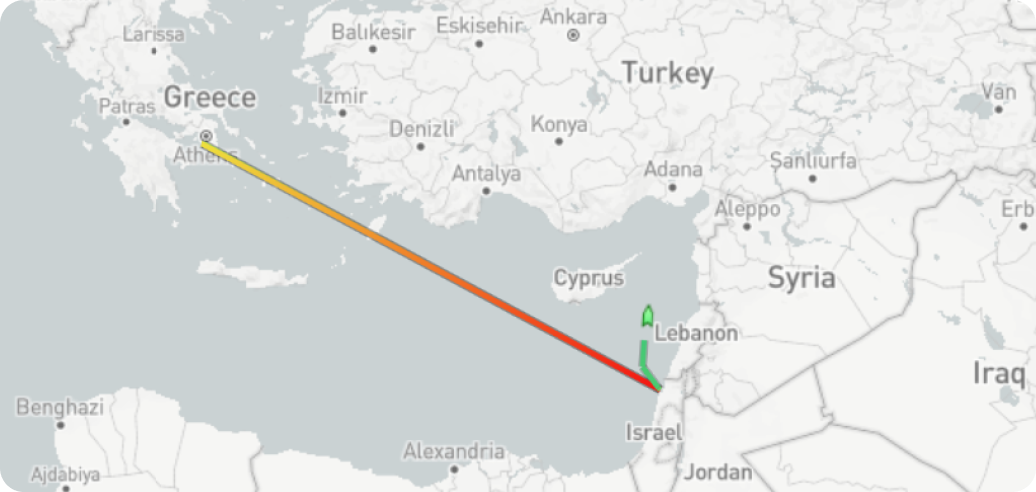 Ankara
Eskisehir
Balıkesir
Larissa
Turkey
Greece
Van
Izmir
Patras
Konya
Denizli
Athens
Sanlıurfa
Adana
Antalya
Aleppo
Erb
Cyprus
Syria
Lebanon
Iraq
Benghazi
Israel
Alexandria
Jordan
Ajdabiya